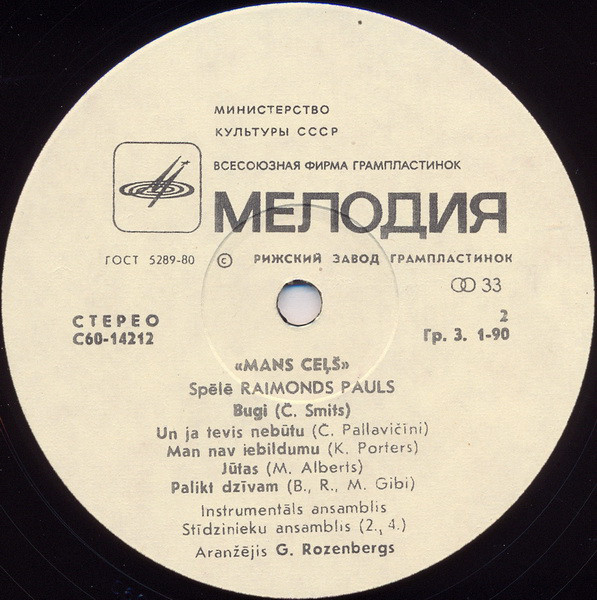 МИНИСТЕРСТВО
КУЛЬТУРЫ СССР
ВСЕСОЮЗНАЯ ФИРМА ГРАМПЛАСТИНОК
МЕЛОДИЯ
ГОСТ 5289-80 © РИЖСКИЙ ЗАВОД ГРАМПЛАСТИНОК
33
СТЕРЕО
С60-14212
2
Гр. 3. 1-90
«MANS CEĻŠ»
Spēlē RAIMONDS PAULS
Bugi (Č. Smits)
Un ja tevis nebūtu (C. Pallavičīni)
Man nav iebildumu (K. Porters)
Jūtas (M. Alberts)
Palikt dzīvam (B., R., M. Gibi)
Instrumentāls ansamblis
Stīdzinieku ansamblis (2., 4.)
Aranžējis G. Rozenbergs